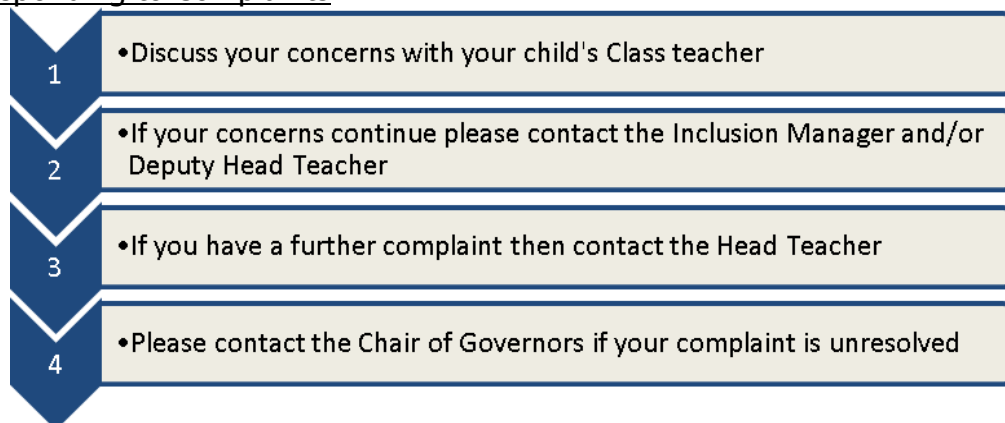 1
•Discuss your concerns with your child's Class teacher
2
•If your concerns continue please contact the Inclusion Manager and/or
Deputy Head Teacher
3
•If you have a further complaint then contact the Head Teacher
4
•Please contact the Chair of Governors if your complaint is unresolved